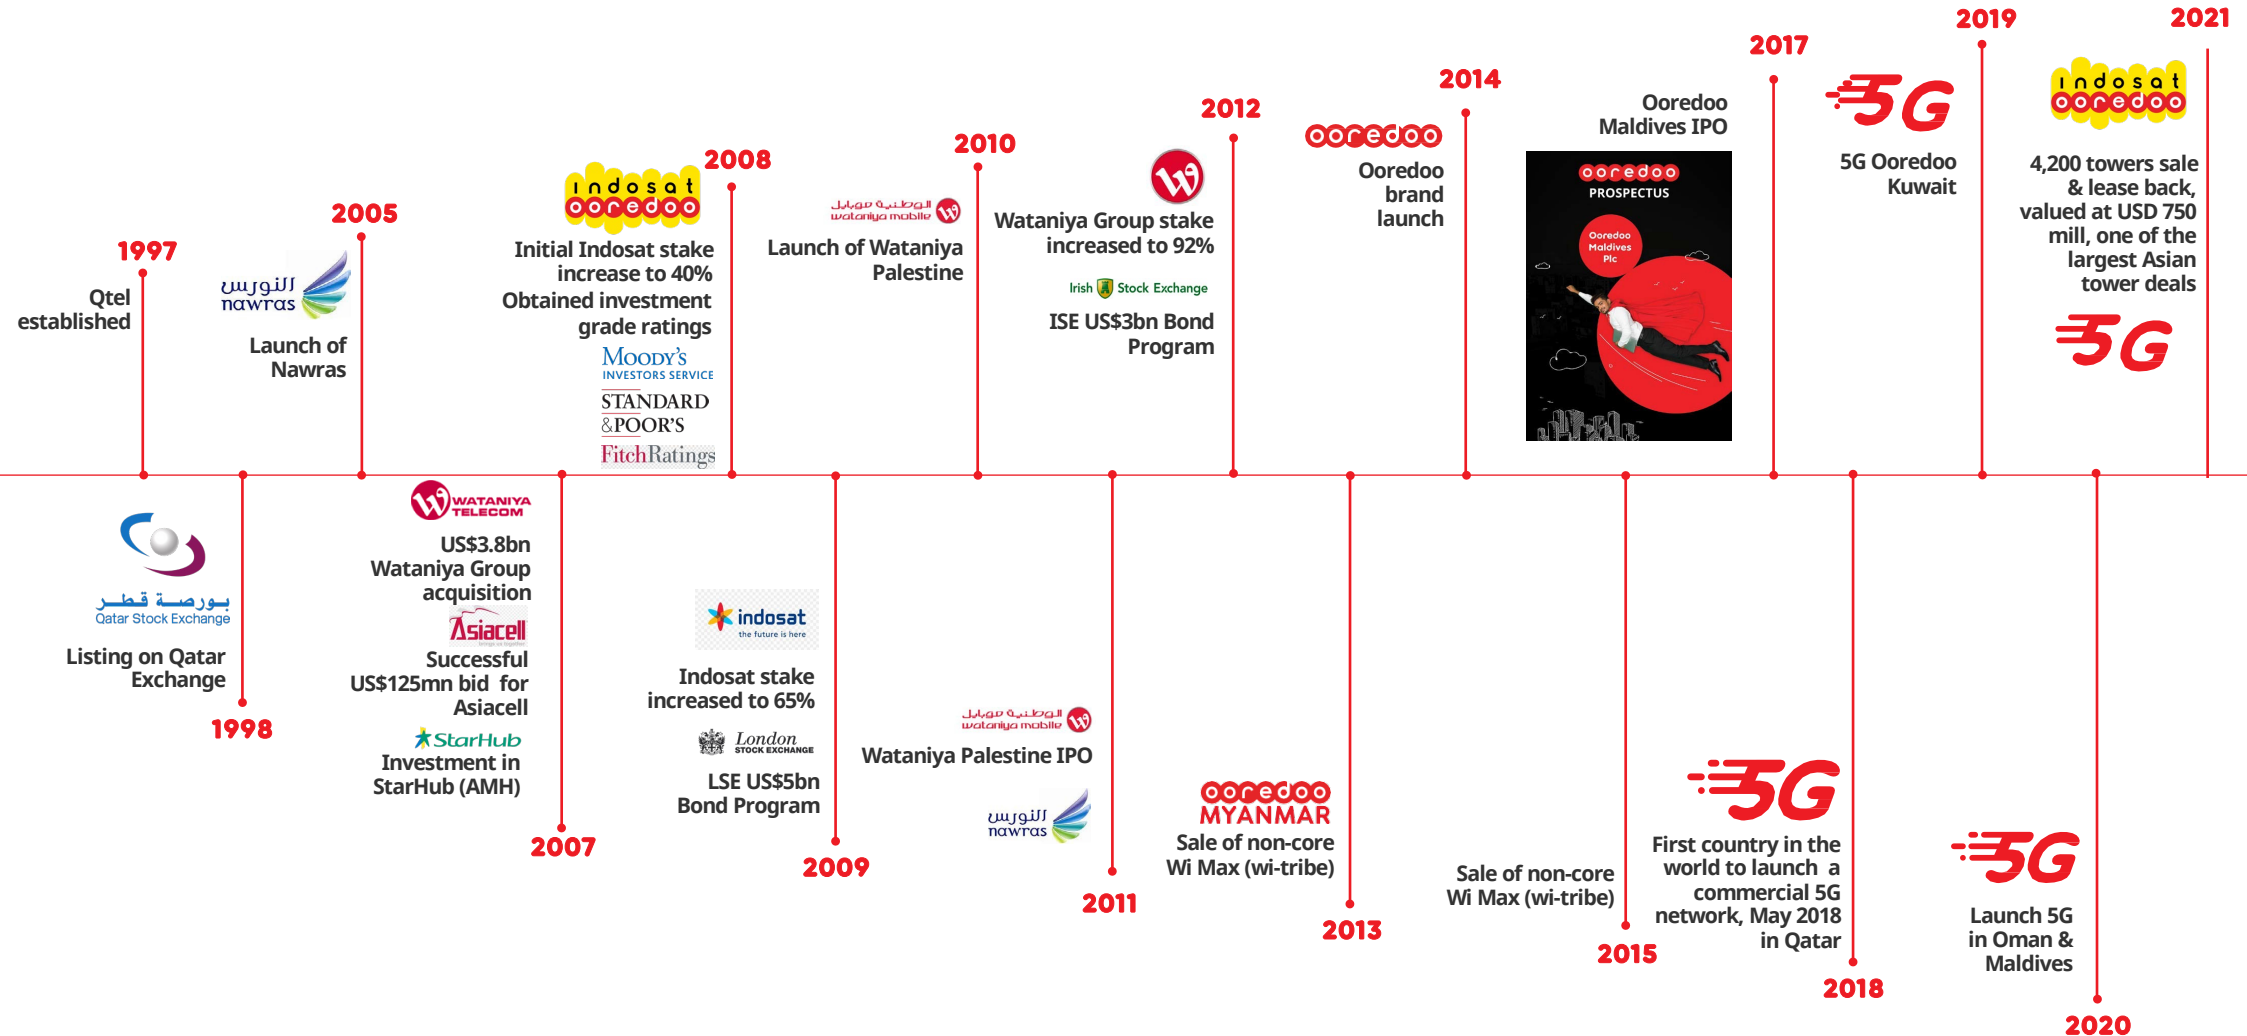 1997
Qtel
established
بورصة قطر
Qatar Stock Exchange
Listing on Qatar
Exchange
1998
2005
النورس
nawras
Launch of
Nawras
WATANIYA
TELECOM
US$3.8bn
Wataniya Group
acquisition
Asiacell
Successful
US$125mn bid for
Asiacell
StarHub
Investment in
StarHub (AMH)
2007
2008
indosat
ooredoo
Initial Indosat stake
increase to 40%
Obtained investment
grade ratings
MOODY'S
INVESTORS SERVICE
STANDARD
&POOR'S
FitchRatings
indosat
the future is here
Indosat stake
increased to 65%
London
STOCK EXCHANGE
LSE US$5bn
Bond Program
2009
2010
الوطنية موبايل
wataniya mobile
Launch of Wataniya
Palestine
الوطنية موبايل
wataniya mobile
Wataniya Palestine IPO
النورس
nawras
2011
2012
Wataniya Group stake
increased to 92%
Irish Stock Exchange
ISE US$3bn Bond
Program
ooredoo
MYANMAR
Sale of non-core
Wi Max (wi-tribe)
2013
2014
ooredoo
Ooredoo
brand
launch
Sale of non-core
Wi Max (wi-tribe)
2015
2017
Ooredoo
Maldives IPO
ooredoo
PROSPECTUS
Ooredoo
Maldives
Plc
5G
First country in the
world to launch a
commercial 5G
network, May 2018
in Qatar
2018
2019
5G
5G Ooredoo
Kuwait
5G
Launch 5G
in Oman &
Maldives
2020
2021
indosat
ooredoo
4,200 towers sale
& lease back,
valued at USD 750
mill, one of the
largest Asian
tower deals
5G